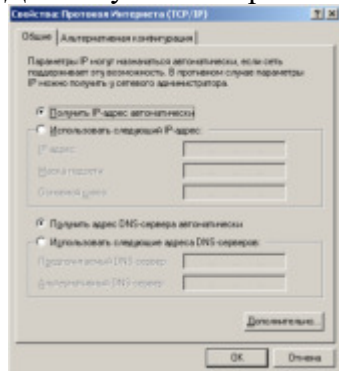 Свойства: Протокол Интернета (TCP/IP)
Общие Альтернативная конфигурация
Параметры IP могут назначаться автоматически, если сеть
поддерживает эту возможность. В противном случае параметры
IP можно получить у сетевого администратора.
Получить IP-адрес автоматически
Использовать следующий IP-адрес:
IP-адрес:
Маска подсети:
Основной шлюз:
Получить адрес DNS-сервера автоматически
Использовать следующие адреса DNS-серверов:
Предпочитаемый DNS-сервер:
Альтернативный DNS-сервер:
Дополнительно...
OK Отмена